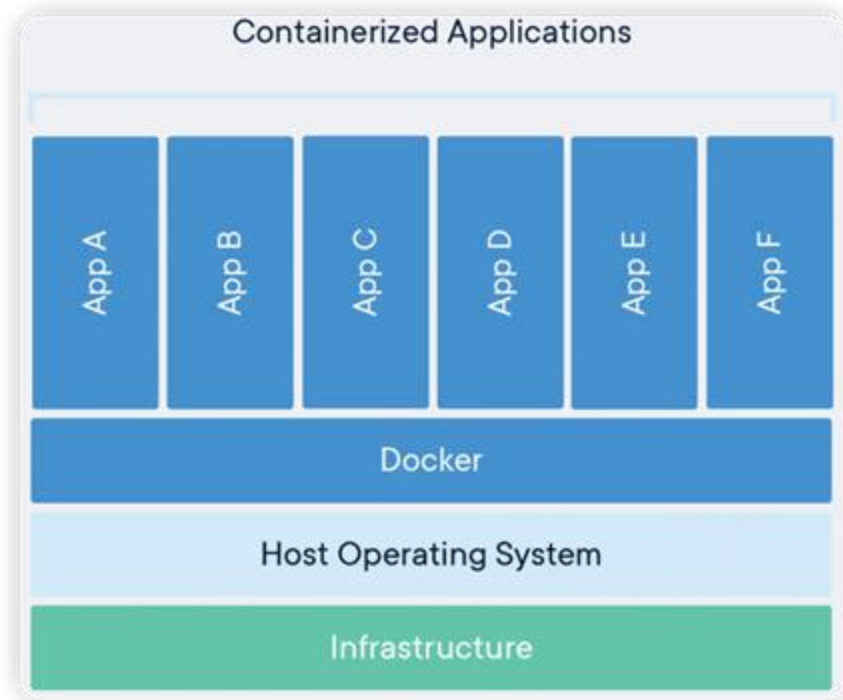 Containerized Applications
App A
App B
App C
App D
App E
App F
Docker
Host Operating System
Infrastructure